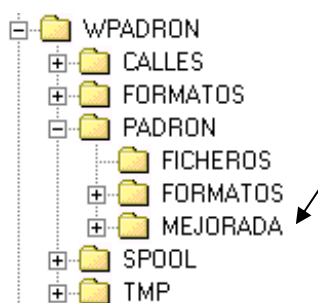 WPADRON
CALLES
FORMATOS
PADRON
FICHEROS
FORMATOS
MEJORADA
SPOOL
TMP